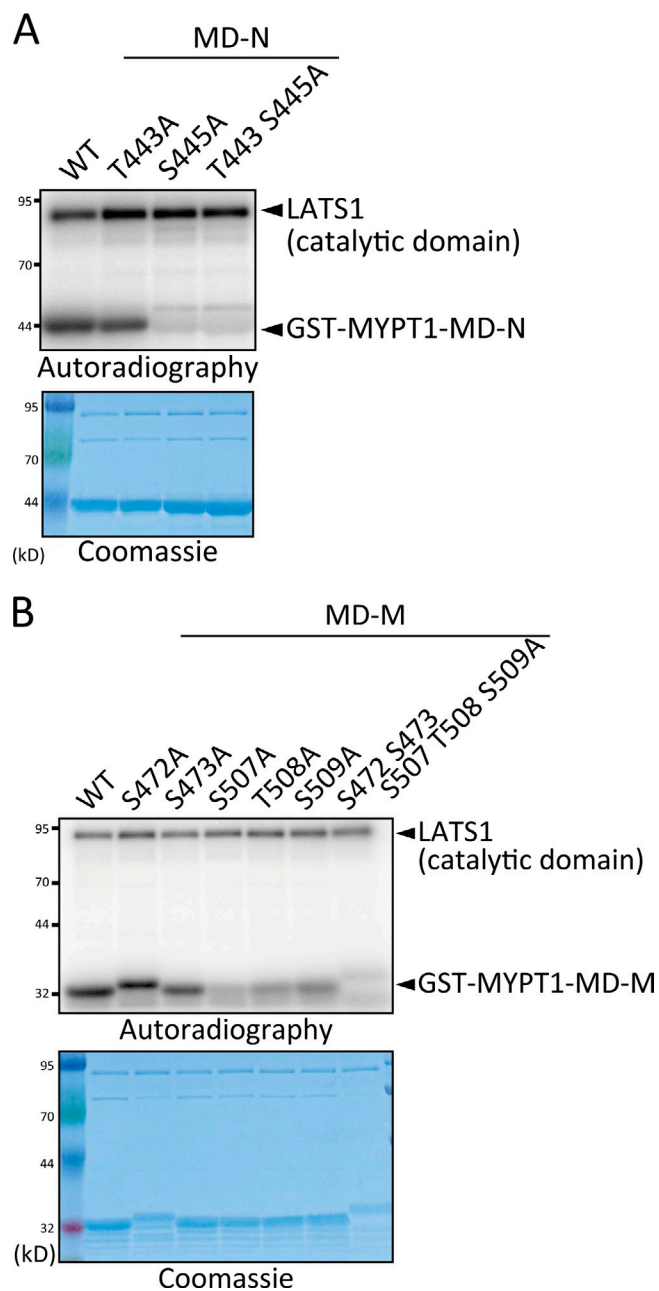 A
MD-N
WT
T443A
S445A
T443 S445A
95
70
44
LATS1
(catalytic domain)
GST-MYPT1-MD-N
Autoradiography
95
70
44
(kD)
Coomassie
B
MD-M
WT
S472A
S473A
S507A
T508A
S509A
S472 S473
S507 T508 S509A
95
70
44
32
LATS1
(catalytic domain)
GST-MYPT1-MD-M
Autoradiography
95
70
44
32
(kD)
Coomassie